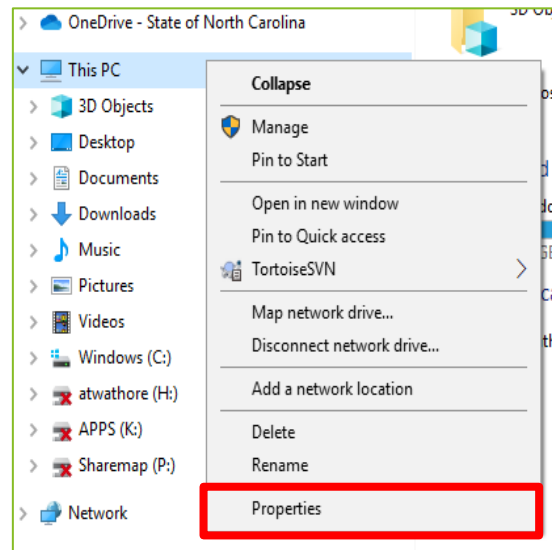 OneDrive - State of North Carolina
This PC
3D Objects
Desktop
Documents
Downloads
Music
Pictures
Videos
Windows (C:)
atwathore (H:)
APPS (K:)
Sharemap (P:)
Network
Collapse
Manage
Pin to Start
Open in new window
Pin to Quick access
TortoiseSVN
Map network drive...
Disconnect network drive...
Add a network location
Delete
Rename
Properties